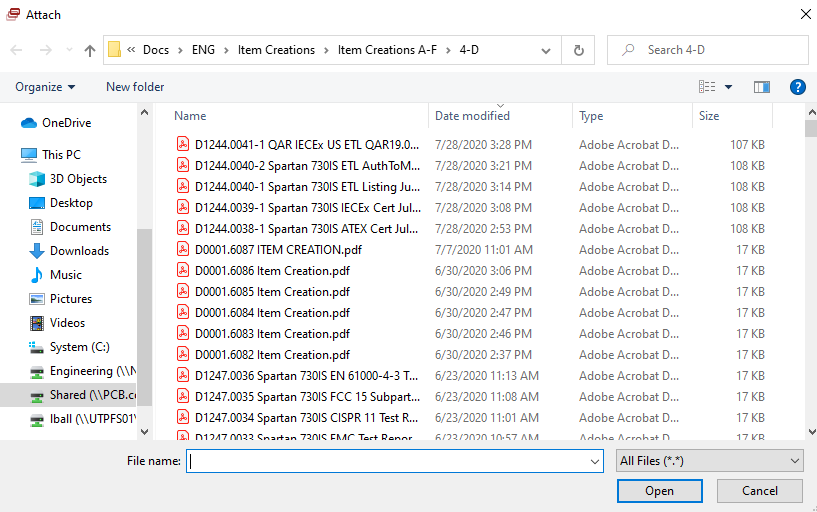 Attach
« Docs > ENG > Item Creations > Item Creations A-F > 4-D
Search 4-D
Organize
New folder
?
Name Date modified Type Size
OneDrive
This PC
3D Objects
Desktop
Documents
Downloads
Music
Pictures
Videos
System (C:)
Engineering (\\N
Shared (\\PCB.co
lball (\\UTPFS01\
D1244.0041-1 QAR IECEx US ETL QAR19.0... 7/28/2020 3:28 PM Adobe Acrobat D... 107 KB
D1244.0040-2 Spartan 730IS ETL AuthToM... 7/28/2020 3:21 PM Adobe Acrobat D... 108 KB
D1244.0040-1 Spartan 730IS ETL Listing Ju... 7/28/2020 3:14 PM Adobe Acrobat D... 108 KB
D1244.0039-1 Spartan 730IS IECEx Cert Jul... 7/28/2020 3:08 PM Adobe Acrobat D... 108 KB
D1244.0038-1 Spartan 730IS ATEX Cert Jul... 7/28/2020 2:53 PM Adobe Acrobat D... 108 KB
D0001.6087 ITEM CREATION.pdf 7/7/2020 11:01 AM Adobe Acrobat D... 17 KB
D0001.6086 Item Creation.pdf 6/30/2020 3:06 PM Adobe Acrobat D... 17 KB
D0001.6085 Item Creation.pdf 6/30/2020 2:49 PM Adobe Acrobat D... 17 KB
D0001.6084 Item Creation.pdf 6/30/2020 2:47 PM Adobe Acrobat D... 17 KB
D0001.6083 Item Creation.pdf 6/30/2020 2:46 PM Adobe Acrobat D... 17 KB
D0001.6082 Item Creation.pdf 6/30/2020 2:37 PM Adobe Acrobat D... 17 KB
D1247.0036 Spartan 730IS EN 61000-4-3 T... 6/23/2020 11:13 AM Adobe Acrobat D... 17 KB
D1247.0035 Spartan 730IS FCC 15 Subpart... 6/23/2020 11:08 AM Adobe Acrobat D... 17 KB
D1247.0034 Spartan 730IS CISPR 11 Test R... 6/23/2020 11:01 AM Adobe Acrobat D... 17 KB
D1247.0033 Spartan 730IS EMC Test Repor... 6/23/2020 10:57 AM Adobe Acrobat D... 17 KB
File name:
All Files (*.*)
Open
Cancel